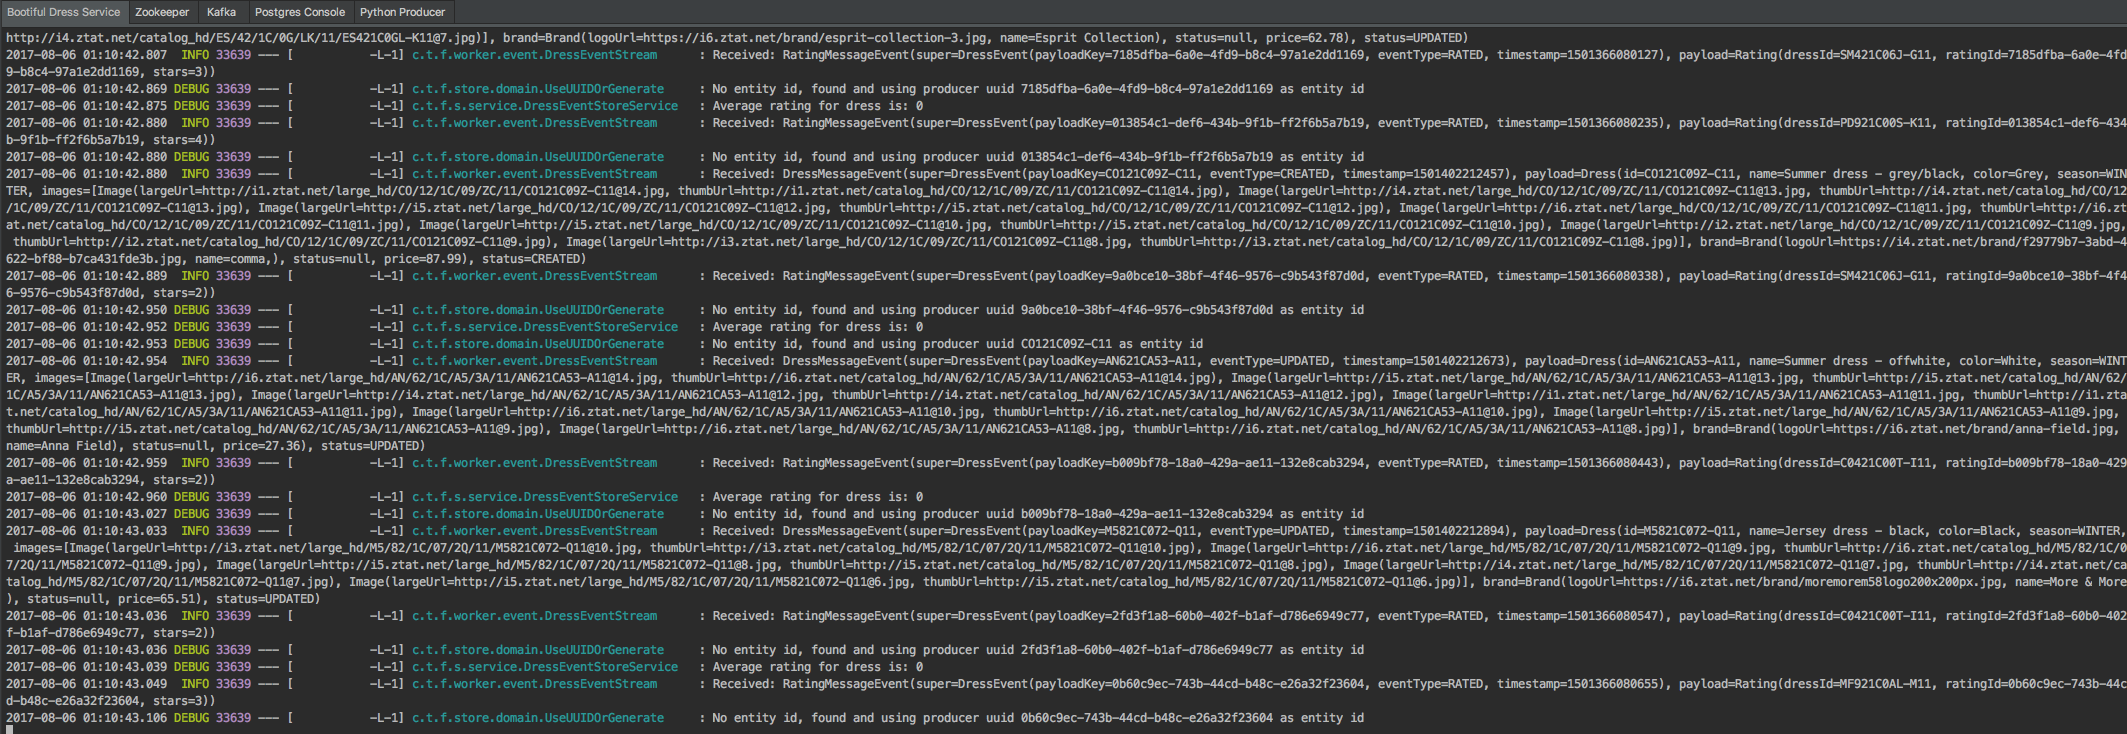 Bootiful Dress Service Zookeeper Kafka Postgres Console Python Producer
http://i4.ztat.net/catalog_hd/ES/42/1C/0G/LK/11/ES421C0GL-K11@7.jpg)], brand=Brand(logoUrl=https://i6.ztat.net/brand/esprit-collection-3.jpg, name=Esprit Collection), status=null, price=62.78), status=UPDATED)
2017-08-06 01:10:42.807  INFO 33639 --- [           -L-1] c.t.f.worker.event.DressEventStream      : Received: RatingMessageEvent(super=DressEvent(payloadKey=7185dfba-6a0e-4fd9-b8c4-97a1e2dd1169, eventType=RATED, timestamp=1501366080127), payload=Rating(dressId=SM421C06J-G11, ratingId=7185dfba-6a0e-4fd
9-b8c4-97a1e2dd1169, stars=3))
2017-08-06 01:10:42.869 DEBUG 33639 --- [           -L-1] c.t.f.store.domain.UseUUIDOrGenerate     : No entity id, found and using producer uuid 7185dfba-6a0e-4fd9-b8c4-97a1e2dd1169 as entity id
2017-08-06 01:10:42.875 DEBUG 33639 --- [           -L-1] c.t.f.s.service.DressEventStoreService   : Average rating for dress is: 0
2017-08-06 01:10:42.880  INFO 33639 --- [           -L-1] c.t.f.worker.event.DressEventStream      : Received: RatingMessageEvent(super=DressEvent(payloadKey=013854c1-def6-434b-9f1b-ff2f6b5a7b19, eventType=RATED, timestamp=1501366080235), payload=Rating(dressId=PD921C00S-K11, ratingId=013854c1-def6-434
b-9f1b-ff2f6b5a7b19, stars=4))
2017-08-06 01:10:42.880 DEBUG 33639 --- [           -L-1] c.t.f.store.domain.UseUUIDOrGenerate     : No entity id, found and using producer uuid 013854c1-def6-434b-9f1b-ff2f6b5a7b19 as entity id
2017-08-06 01:10:42.880  INFO 33639 --- [           -L-1] c.t.f.worker.event.DressEventStream      : Received: DressMessageEvent(super=DressEvent(payloadKey=CO121C09Z-C11, eventType=CREATED, timestamp=1501402212457), payload=Dress(id=CO121C09Z-C11, name=Summer dress - grey/black, color=Grey, season=WIN
TER, images=[Image(largeUrl=http://i1.ztat.net/large_hd/CO/12/1C/09/ZC/11/CO121C09Z-C11@14.jpg, thumbUrl=http://i1.ztat.net/catalog_hd/CO/12/1C/09/ZC/11/CO121C09Z-C11@14.jpg), Image(largeUrl=http://i4.ztat.net/large_hd/CO/12/1C/09/ZC/11/CO121C09Z-C11@13.jpg, thumbUrl=http://i4.ztat.net/catalog_hd/CO/12
/1C/09/ZC/11/CO121C09Z-C11@13.jpg), Image(largeUrl=http://i5.ztat.net/large_hd/CO/12/1C/09/ZC/11/CO121C09Z-C11@12.jpg, thumbUrl=http://i5.ztat.net/catalog_hd/CO/12/1C/09/ZC/11/CO121C09Z-C11@12.jpg), Image(largeUrl=http://i6.ztat.net/large_hd/CO/12/1C/09/ZC/11/CO121C09Z-C11@11.jpg, thumbUrl=http://i6.zt
at.net/catalog_hd/CO/12/1C/09/ZC/11/CO121C09Z-C11@11.jpg), Image(largeUrl=http://i5.ztat.net/large_hd/CO/12/1C/09/ZC/11/CO121C09Z-C11@10.jpg, thumbUrl=http://i5.ztat.net/catalog_hd/CO/12/1C/09/ZC/11/CO121C09Z-C11@10.jpg), Image(largeUrl=http://i2.ztat.net/large_hd/CO/12/1C/09/ZC/11/CO121C09Z-C11@9.jpg,
thumbUrl=http://i2.ztat.net/catalog_hd/CO/12/1C/09/ZC/11/CO121C09Z-C11@9.jpg), Image(largeUrl=http://i3.ztat.net/large_hd/CO/12/1C/09/ZC/11/CO121C09Z-C11@8.jpg, thumbUrl=http://i3.ztat.net/catalog_hd/CO/12/1C/09/ZC/11/CO121C09Z-C11@8.jpg)], brand=Brand(logoUrl=https://i4.ztat.net/brand/f29779b7-3abd-4
622-bf88-b7ca431fde3b.jpg, name=comma,), status=null, price=87.99), status=CREATED)
2017-08-06 01:10:42.889  INFO 33639 --- [           -L-1] c.t.f.worker.event.DressEventStream      : Received: RatingMessageEvent(super=DressEvent(payloadKey=9a0bce10-38bf-4f46-9576-c9b543f87d0d, eventType=RATED, timestamp=1501366080338), payload=Rating(dressId=SM421C06J-G11, ratingId=9a0bce10-38bf-4f4
6-9576-c9b543f87d0d, stars=2))
2017-08-06 01:10:42.950 DEBUG 33639 --- [           -L-1] c.t.f.store.domain.UseUUIDOrGenerate     : No entity id, found and using producer uuid 9a0bce10-38bf-4f46-9576-c9b543f87d0d as entity id
2017-08-06 01:10:42.952 DEBUG 33639 --- [           -L-1] c.t.f.s.service.DressEventStoreService   : Average rating for dress is: 0
2017-08-06 01:10:42.953 DEBUG 33639 --- [           -L-1] c.t.f.store.domain.UseUUIDOrGenerate     : No entity id, found and using producer uuid CO121C09Z-C11 as entity id
2017-08-06 01:10:42.954  INFO 33639 --- [           -L-1] c.t.f.worker.event.DressEventStream      : Received: DressMessageEvent(super=DressEvent(payloadKey=AN621CA53-A11, eventType=UPDATED, timestamp=1501402212673), payload=Dress(id=AN621CA53-A11, name=Summer dress - offwhite, color=White, season=WINT
ER, images=[Image(largeUrl=http://i6.ztat.net/large_hd/AN/62/1C/A5/3A/11/AN621CA53-A11@14.jpg, thumbUrl=http://i6.ztat.net/catalog_hd/AN/62/1C/A5/3A/11/AN621CA53-A11@14.jpg), Image(largeUrl=http://i5.ztat.net/large_hd/AN/62/1C/A5/3A/11/AN621CA53-A11@13.jpg, thumbUrl=http://i5.ztat.net/catalog_hd/AN/62/
1C/A5/3A/11/AN621CA53-A11@13.jpg), Image(largeUrl=http://i4.ztat.net/large_hd/AN/62/1C/A5/3A/11/AN621CA53-A11@12.jpg, thumbUrl=http://i4.ztat.net/catalog_hd/AN/62/1C/A5/3A/11/AN621CA53-A11@12.jpg), Image(largeUrl=http://i1.ztat.net/large_hd/AN/62/1C/A5/3A/11/AN621CA53-A11@11.jpg, thumbUrl=http://i1.zta
t.net/catalog_hd/AN/62/1C/A5/3A/11/AN621CA53-A11@11.jpg), Image(largeUrl=http://i6.ztat.net/large_hd/AN/62/1C/A5/3A/11/AN621CA53-A11@10.jpg, thumbUrl=http://i6.ztat.net/catalog_hd/AN/62/1C/A5/3A/11/AN621CA53-A11@10.jpg), Image(largeUrl=http://i5.ztat.net/large_hd/AN/62/1C/A5/3A/11/AN621CA53-A11@9.jpg,
thumbUrl=http://i5.ztat.net/catalog_hd/AN/62/1C/A5/3A/11/AN621CA53-A11@9.jpg), Image(largeUrl=http://i6.ztat.net/large_hd/AN/62/1C/A5/3A/11/AN621CA53-A11@8.jpg, thumbUrl=http://i6.ztat.net/catalog_hd/AN/62/1C/A5/3A/11/AN621CA53-A11@8.jpg)], brand=Brand(logoUrl=https://i6.ztat.net/brand/anna-field.jpg,
name=Anna Field), status=null, price=27.36), status=UPDATED)
2017-08-06 01:10:42.959  INFO 33639 --- [           -L-1] c.t.f.worker.event.DressEventStream      : Received: RatingMessageEvent(super=DressEvent(payloadKey=b009bf78-18a0-429a-ae11-132e8cab3294, eventType=RATED, timestamp=1501366080443), payload=Rating(dressId=C0421C00T-I11, ratingId=b009bf78-18a0-429
a-ae11-132e8cab3294, stars=2))
2017-08-06 01:10:42.960 DEBUG 33639 --- [           -L-1] c.t.f.s.service.DressEventStoreService   : Average rating for dress is: 0
2017-08-06 01:10:43.027 DEBUG 33639 --- [           -L-1] c.t.f.store.domain.UseUUIDOrGenerate     : No entity id, found and using producer uuid b009bf78-18a0-429a-ae11-132e8cab3294 as entity id
2017-08-06 01:10:43.033  INFO 33639 --- [           -L-1] c.t.f.worker.event.DressEventStream      : Received: DressMessageEvent(super=DressEvent(payloadKey=M5821C072-Q11, eventType=UPDATED, timestamp=1501402212894), payload=Dress(id=M5821C072-Q11, name=Jersey dress - black, color=Black, season=WINTER,
images=[Image(largeUrl=http://i3.ztat.net/large_hd/M5/82/1C/07/2Q/11/M5821C072-Q11@10.jpg, thumbUrl=http://i3.ztat.net/catalog_hd/M5/82/1C/07/2Q/11/M5821C072-Q11@10.jpg), Image(largeUrl=http://i6.ztat.net/large_hd/M5/82/1C/07/2Q/11/M5821C072-Q11@9.jpg, thumbUrl=http://i6.ztat.net/catalog_hd/M5/82/1C/0
7/2Q/11/M5821C072-Q11@9.jpg), Image(largeUrl=http://i5.ztat.net/large_hd/M5/82/1C/07/2Q/11/M5821C072-Q11@8.jpg, thumbUrl=http://i5.ztat.net/catalog_hd/M5/82/1C/07/2Q/11/M5821C072-Q11@8.jpg), Image(largeUrl=http://i4.ztat.net/large_hd/M5/82/1C/07/2Q/11/M5821C072-Q11@7.jpg, thumbUrl=http://i4.ztat.net/ca
talog_hd/M5/82/1C/07/2Q/11/M5821C072-Q11@7.jpg), Image(largeUrl=http://i5.ztat.net/large_hd/M5/82/1C/07/2Q/11/M5821C072-Q11@6.jpg, thumbUrl=http://i5.ztat.net/catalog_hd/M5/82/1C/07/2Q/11/M5821C072-Q11@6.jpg)], brand=Brand(logoUrl=https://i6.ztat.net/brand/moremorem58logo200x200px.jpg, name=More & More
), status=null, price=65.51), status=UPDATED)
2017-08-06 01:10:43.036  INFO 33639 --- [           -L-1] c.t.f.worker.event.DressEventStream      : Received: RatingMessageEvent(super=DressEvent(payloadKey=2fd3f1a8-60b0-402f-b1af-d786e6949c77, eventType=RATED, timestamp=1501366080547), payload=Rating(dressId=C0421C00T-I11, ratingId=2fd3f1a8-60b0-402
f-b1af-d786e6949c77, stars=2))
2017-08-06 01:10:43.036 DEBUG 33639 --- [           -L-1] c.t.f.store.domain.UseUUIDOrGenerate     : No entity id, found and using producer uuid 2fd3f1a8-60b0-402f-b1af-d786e6949c77 as entity id
2017-08-06 01:10:43.039 DEBUG 33639 --- [           -L-1] c.t.f.s.service.DressEventStoreService   : Average rating for dress is: 0
2017-08-06 01:10:43.049  INFO 33639 --- [           -L-1] c.t.f.worker.event.DressEventStream      : Received: RatingMessageEvent(super=DressEvent(payloadKey=0b60c9ec-743b-44cd-b48c-e26a32f23604, eventType=RATED, timestamp=1501366080655), payload=Rating(dressId=MF921C0AL-M11, ratingId=0b60c9ec-743b-44c
d-b48c-e26a32f23604, stars=3))
2017-08-06 01:10:43.106 DEBUG 33639 --- [           -L-1] c.t.f.store.domain.UseUUIDOrGenerate     : No entity id, found and using producer uuid 0b60c9ec-743b-44cd-b48c-e26a32f23604 as entity id